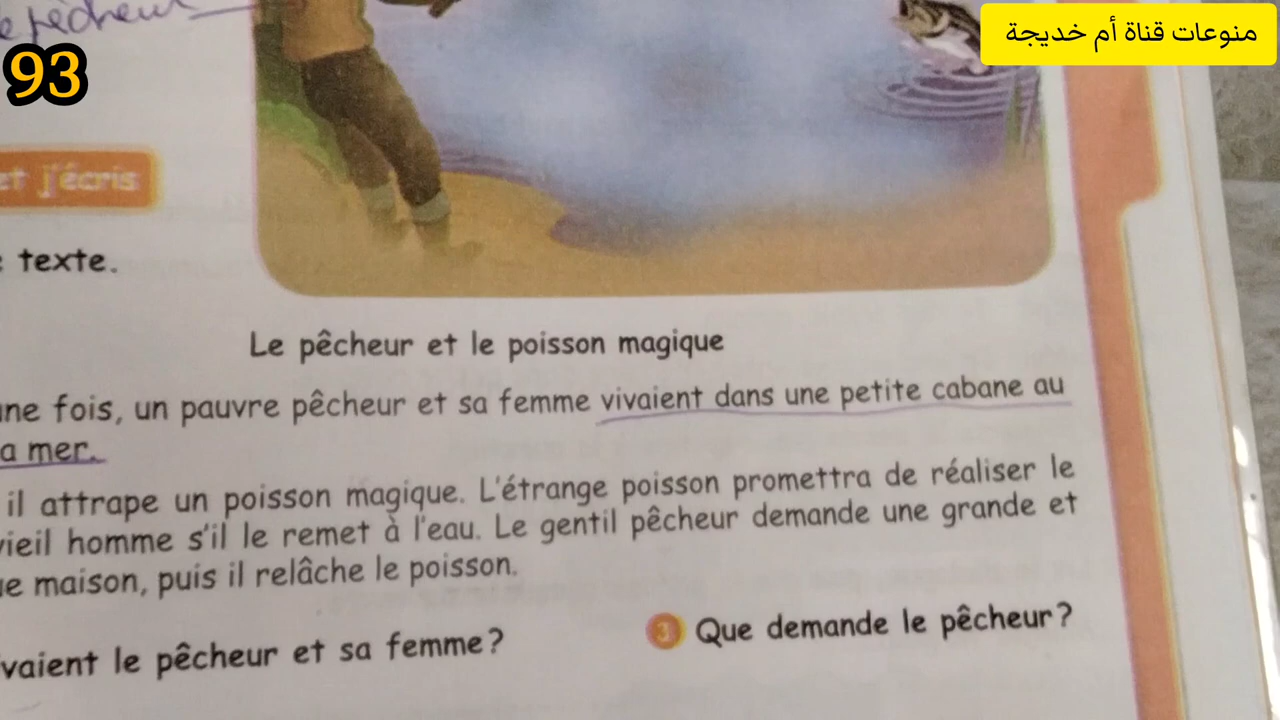 le pêcheur
منوعات قناة أم خديجة
93
et j'écris
texte.
Le pêcheur et le poisson magique
une fois, un pauvre pêcheur et sa femme vivaient dans une petite cabane au
a mer.
il attrape un poisson magique. L'étrange poisson promettra de réaliser le
vieil homme s'il le remet à l'eau. Le gentil pêcheur demande une grande et
ue maison, puis il relâche le poisson.
vaient le pêcheur et sa femme ?
3 Que demande le pêcheur ?